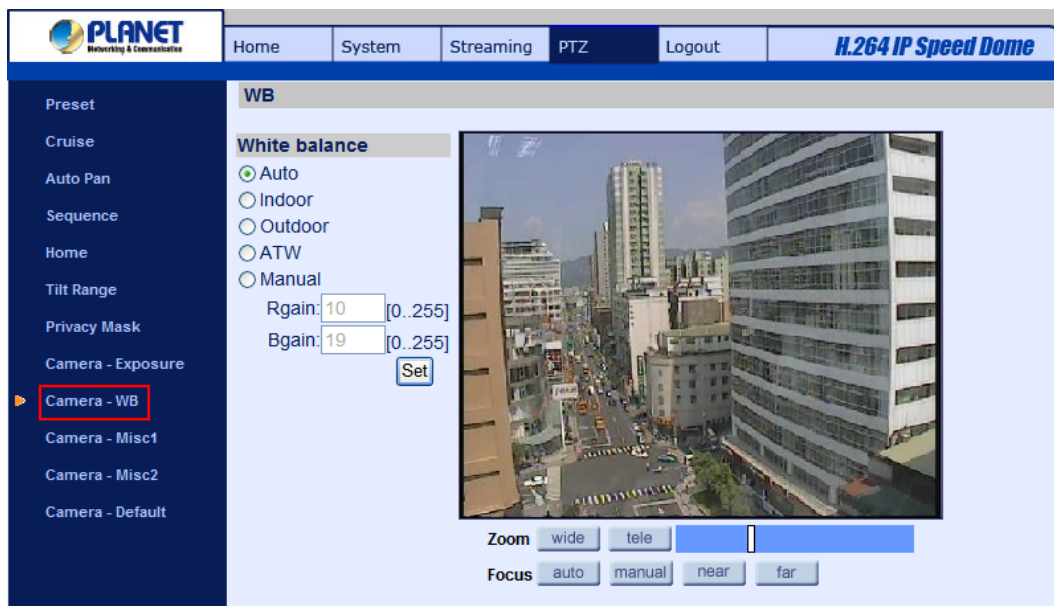 PLANET
Networking & Communication
Home
System
Streaming
PTZ
Logout
H.264 IP Speed Dome
Preset
Cruise
Auto Pan
Sequence
Home
Tilt Range
Privacy Mask
Camera - Exposure
Camera - WB
Camera - Misc1
Camera - Misc2
Camera - Default
WB
White balance
Auto
Indoor
Outdoor
ATW
Manual
Rgain: 10 [0..255]
Bgain: 19 [0..255]
Set
Zoom wide tele
Focus auto manual near far